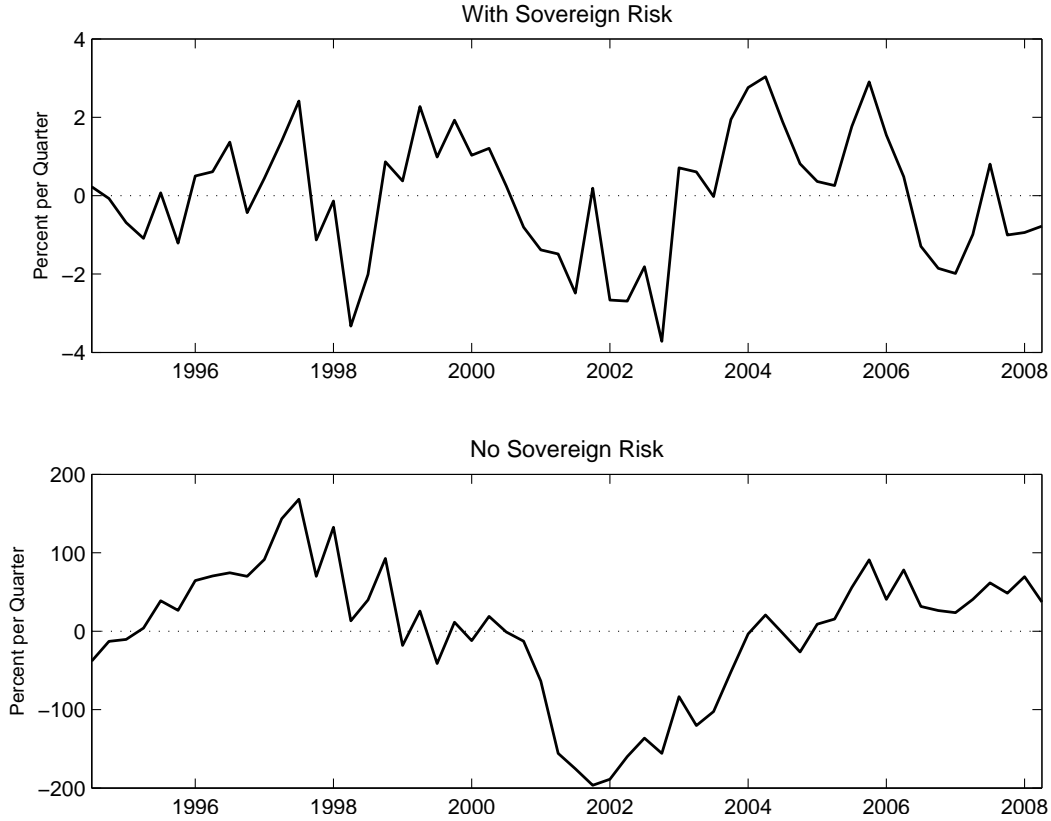 With Sovereign Risk
Percent per Quarter
4
2
0
−2
−4
1996 1998 2000 2002 2004 2006 2008
No Sovereign Risk
Percent per Quarter
200
100
0
−100
−200
1996 1998 2000 2002 2004 2006 2008